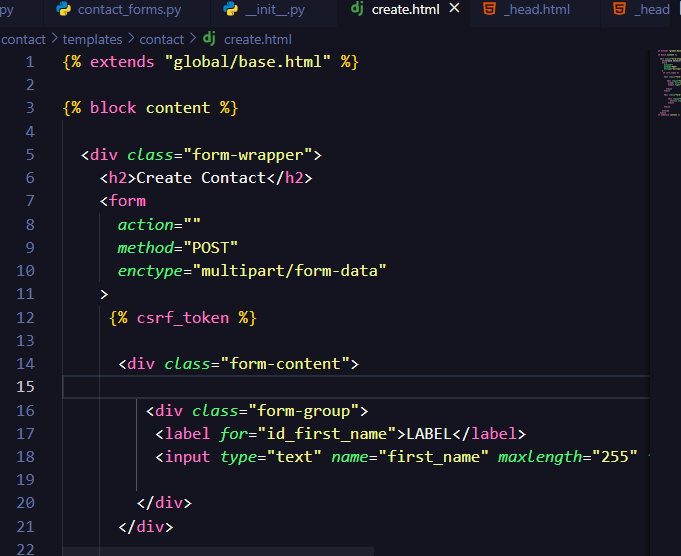 py contact_forms.py __init__.py create.html _head.html _head
contact > templates > contact > create.html
1 {% extends "global/base.html" %}
2
3 {% block content %}
4
5 <div class="form-wrapper">
6 <h2>Create Contact</h2>
7 <form
8 action=""
9 method="POST"
10 enctype="multipart/form-data"
11 >
12 {% csrf_token %}
13
14 <div class="form-content">
15
16 <div class="form-group">
17 <label for="id_first_name">LABEL</label>
18 <input type="text" name="first_name" maxlength="255"
19
20 </div>
21 </div>
22